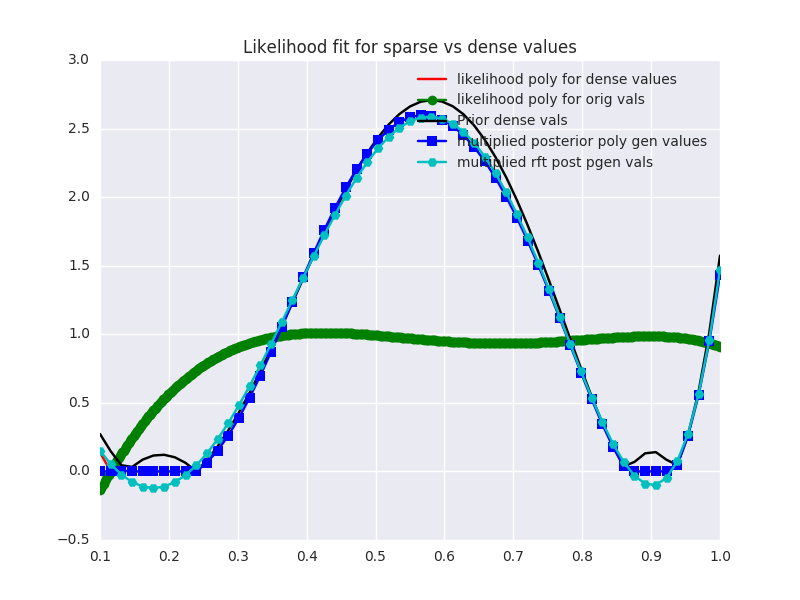 Likelihood fit for sparse vs dense values
3.0
2.5
2.0
1.5
1.0
0.5
0.0
−0.5
likelihood poly for dense values
likelihood poly for orig vals
Prior dense vals
multiplied posterior poly gen values
multiplied rft post pgen vals
0.1 0.2 0.3 0.4 0.5 0.6 0.7 0.8 0.9 1.0